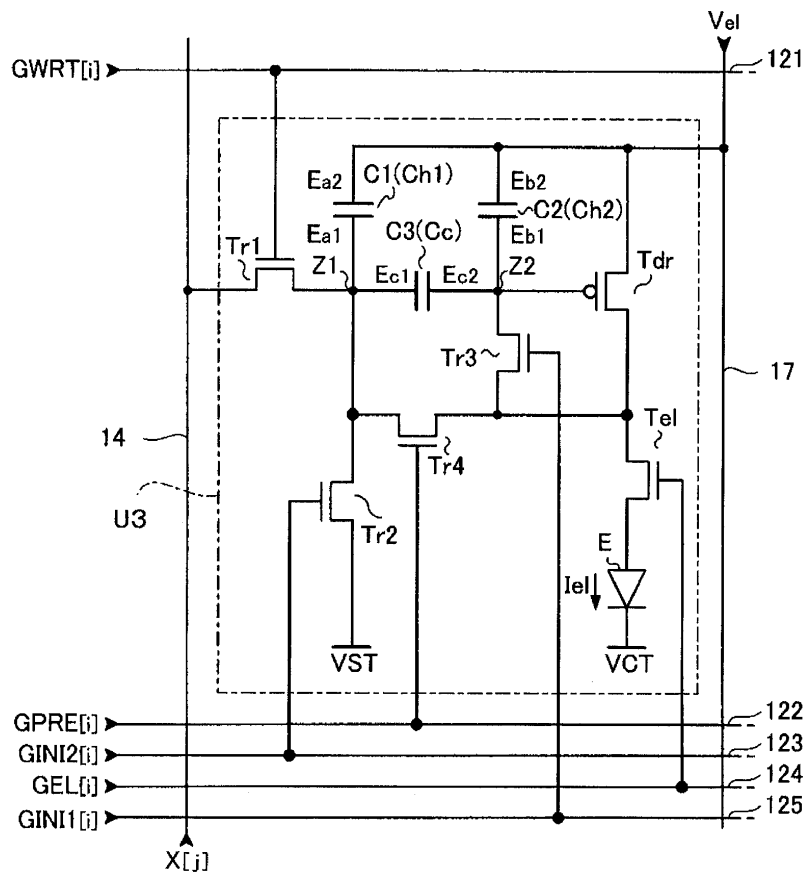 Vel
GWRT[i]
121
Ea2
C1(Ch1)
Eb2
C2(Ch2)
Ea1
C3(Cc)
Eb1
Tr1
Z1
Ec1
Ec2
Z2
Tdr
Tr3
17
14
Tr4
Tel
U3
Tr2
E
Iel
VST
VCT
GPRE[i]
122
GINI2[i]
123
GEL[i]
124
GINI1[i]
125
X[j]